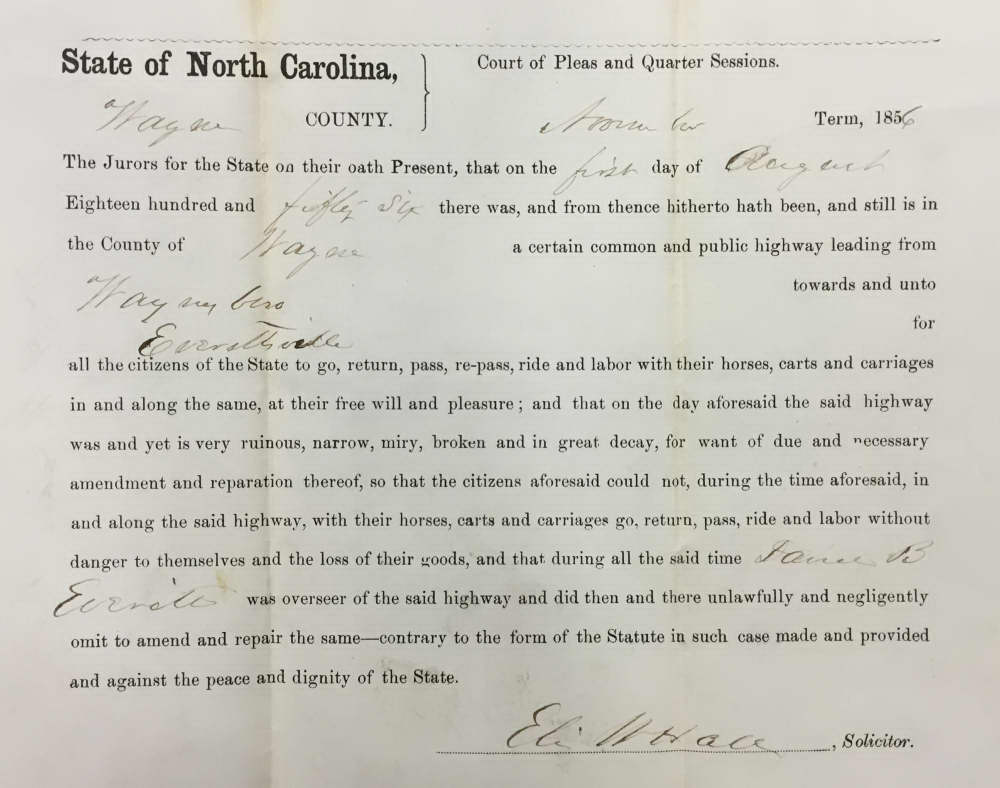 State of North Carolina, Court of Pleas and Quarter Sessions.
Wayne COUNTY. November Term, 1856
The Jurors for the State on their oath Present, that on the first day of August
Eighteen hundred and fifty six there was, and from thence hitherto hath been, and still is in
the County of Wayne a certain common and public highway leading from
Waynesboro towards and unto
Everettsville for
all the citizens of the State to go, return, pass, re-pass, ride and labor with their horses, carts and carriages
in and along the same, at their free will and pleasure; and that on the day aforesaid the said highway
was and yet is very ruinous, narrow, miry, broken and in great decay, for want of due and necessary
amendment and reparation thereof, so that the citizens aforesaid could not, during the time aforesaid, in
and along the said highway, with their horses, carts and carriages go, return, pass, ride and labor without
danger to themselves and the loss of their goods, and that during all the said time James B
Everett was overseer of the said highway and did then and there unlawfully and negligently
omit to amend and repair the same—contrary to the form of the Statute in such case made and provided
and against the peace and dignity of the State.
Eli W Hall, Solicitor.